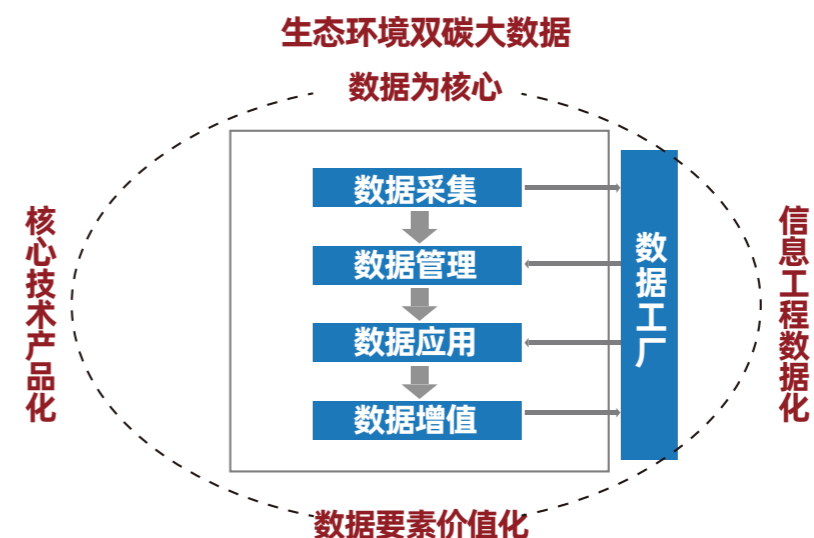 生态环境双碳大数据
数据为核心
核心技术产品化
数据采集
数据管理
数据应用
数据增值
数据工厂
信息工程数据化
数据要素价值化